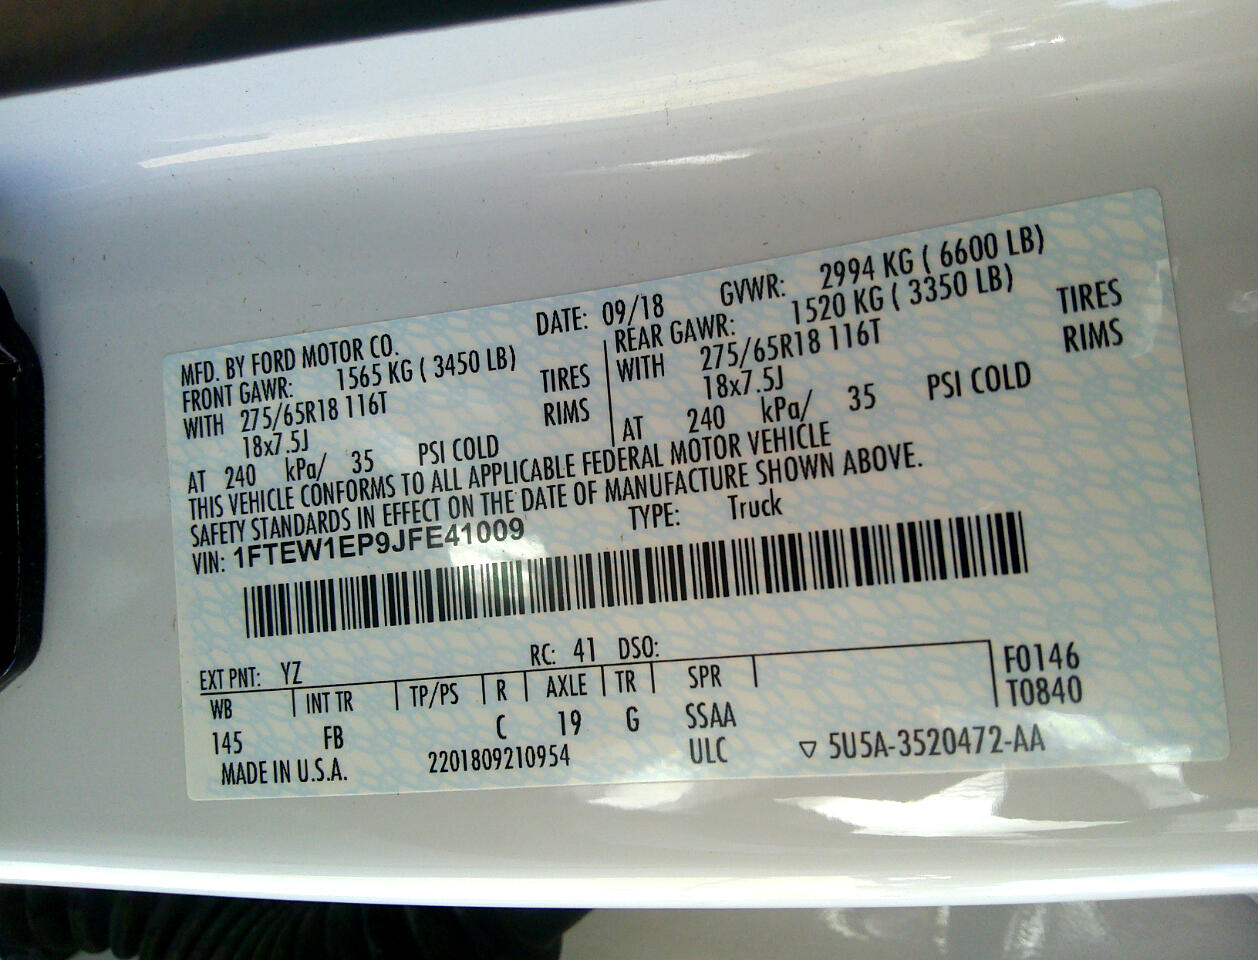 MFD. BY FORD MOTOR CO. DATE: 09/18 GVWR: 2994 KG ( 6600 LB)
FRONT GAWR: 1565 KG ( 3450 LB)
WITH 275/65R18 116T TIRES
18x7.5J RIMS
AT 240 kPa/ 35 PSI COLD
REAR GAWR: 1520 KG ( 3350 LB)
WITH 275/65R18 116T TIRES
18x7.5J RIMS
AT 240 kPa/ 35 PSI COLD
THIS VEHICLE CONFORMS TO ALL APPLICABLE FEDERAL MOTOR VEHICLE
SAFETY STANDARDS IN EFFECT ON THE DATE OF MANUFACTURE SHOWN ABOVE.
VIN: 1FTEW1EP9JFE41009 TYPE: Truck
EXT PNT: YZ RC: 41 DSO:
WB INT TR TP/PS R AXLE TR SPR F0146
T0840
145 FB C 19 G SSAA
MADE IN U.S.A. 2201809210954 ULC ▽ 5U5A-3520472-AA